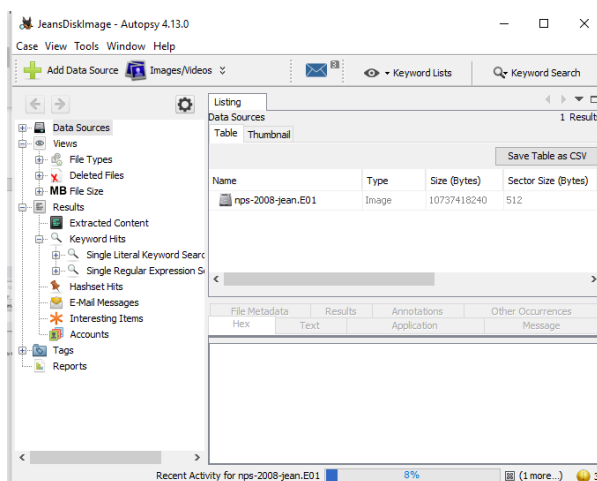 JeansDiskImage - Autopsy 4.13.0
Case View Tools Window Help
Add Data Source Images/Videos 3 Keyword Lists Keyword Search
Listing
Data Sources 1 Result
Table Thumbnail
Save Table as CSV
Name Type Size (Bytes) Sector Size (Bytes)
nps-2008-jean.E01 Image 10737418240 512
Data Sources
Views
File Types
Deleted Files
MB File Size
Results
Extracted Content
Keyword Hits
Single Literal Keyword Searc
Single Regular Expression S
Hashset Hits
E-Mail Messages
Interesting Items
Accounts
Tags
Reports
File Metadata Results Annotations Other Occurrences
Hex Text Application Message
Recent Activity for nps-2008-jean.E01 8% (1 more...) 3